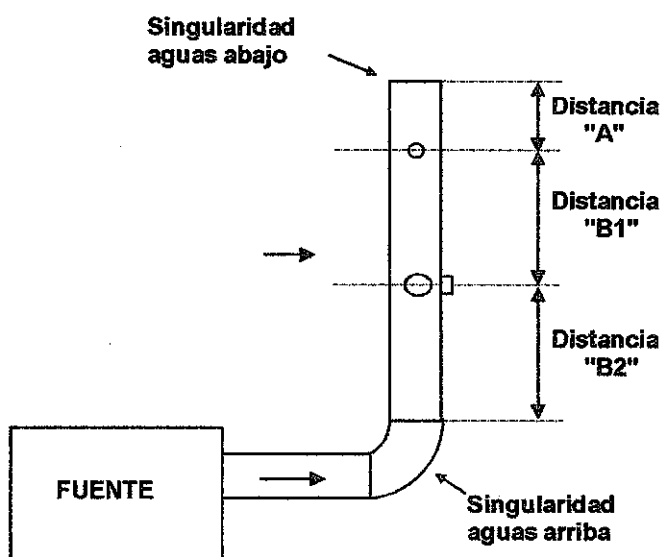 Singularidad
aguas abajo
Distancia
"A"
Distancia
"B1"
Distancia
"B2"
FUENTE
Singularidad
aguas arriba